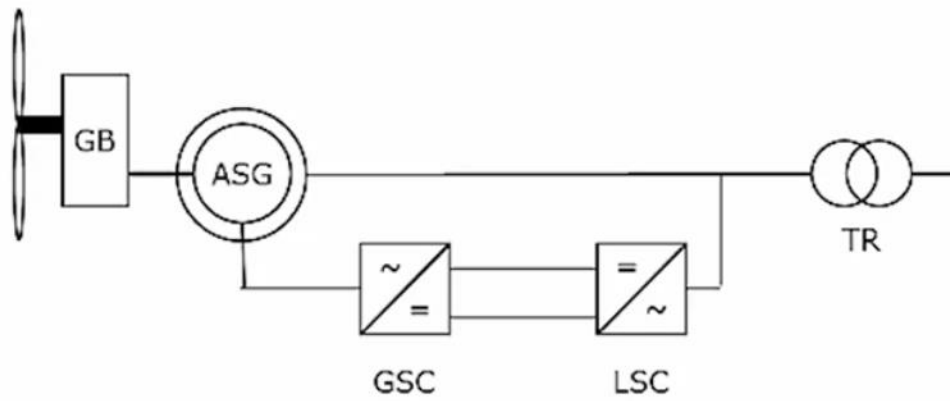 GB
ASG
TR
~
=
=
~
GSC
LSC